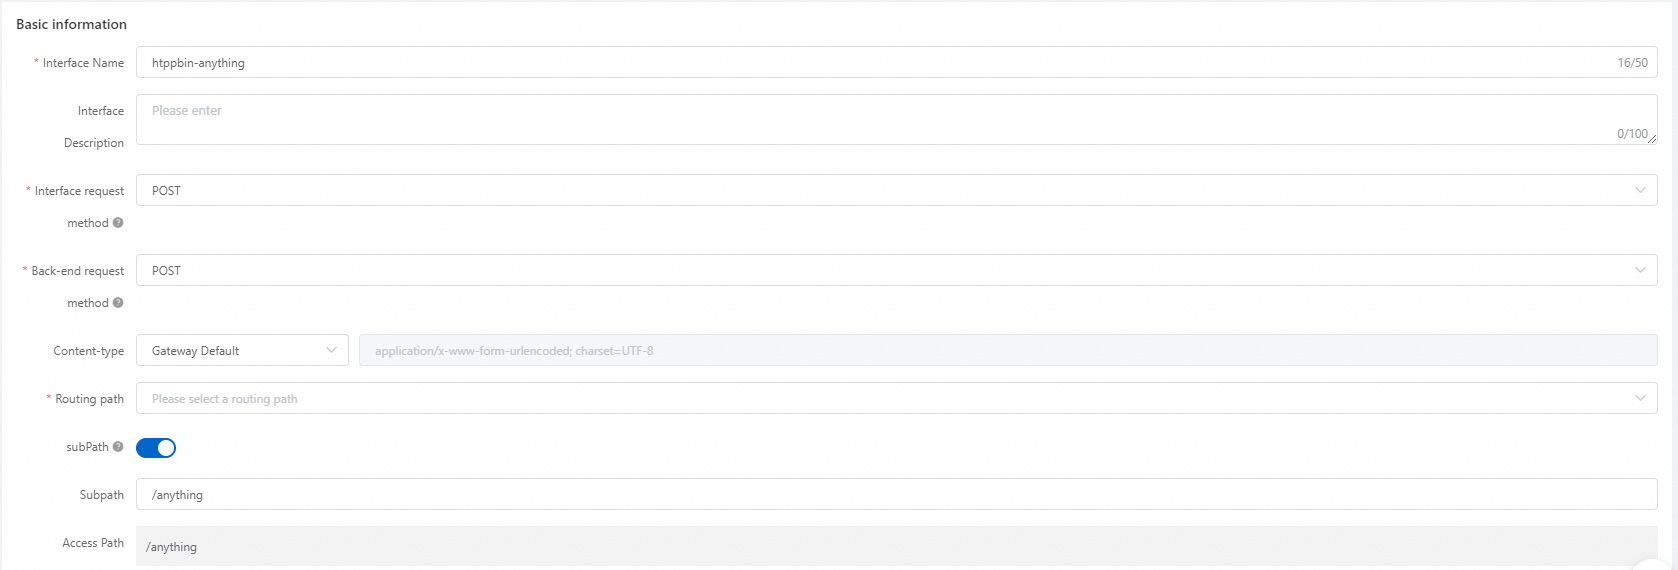 Basic information
* Interface Name
htppbin-anything
16/50
Interface Description
Please enter
0/100
* Interface request method
POST
* Back-end request method
POST
Content-type
Gateway Default
application/x-www-form-urlencoded; charset=UTF-8
* Routing path
Please select a routing path
subPath
Subpath
/anything
Access Path
/anything